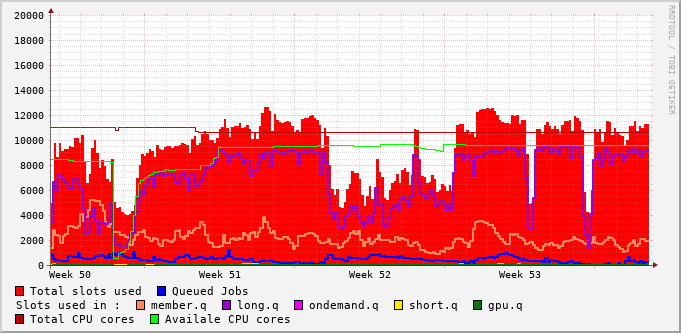 RRDTOOL / TOBI OETIKER
20000
18000
16000
14000
12000
10000
8000
6000
4000
2000
0
Week 50 Week 51 Week 52 Week 53
Total slots used Queued Jobs
Slots used in : member.q long.q ondemand.q short.q gpu.q
Total CPU cores Availale CPU cores